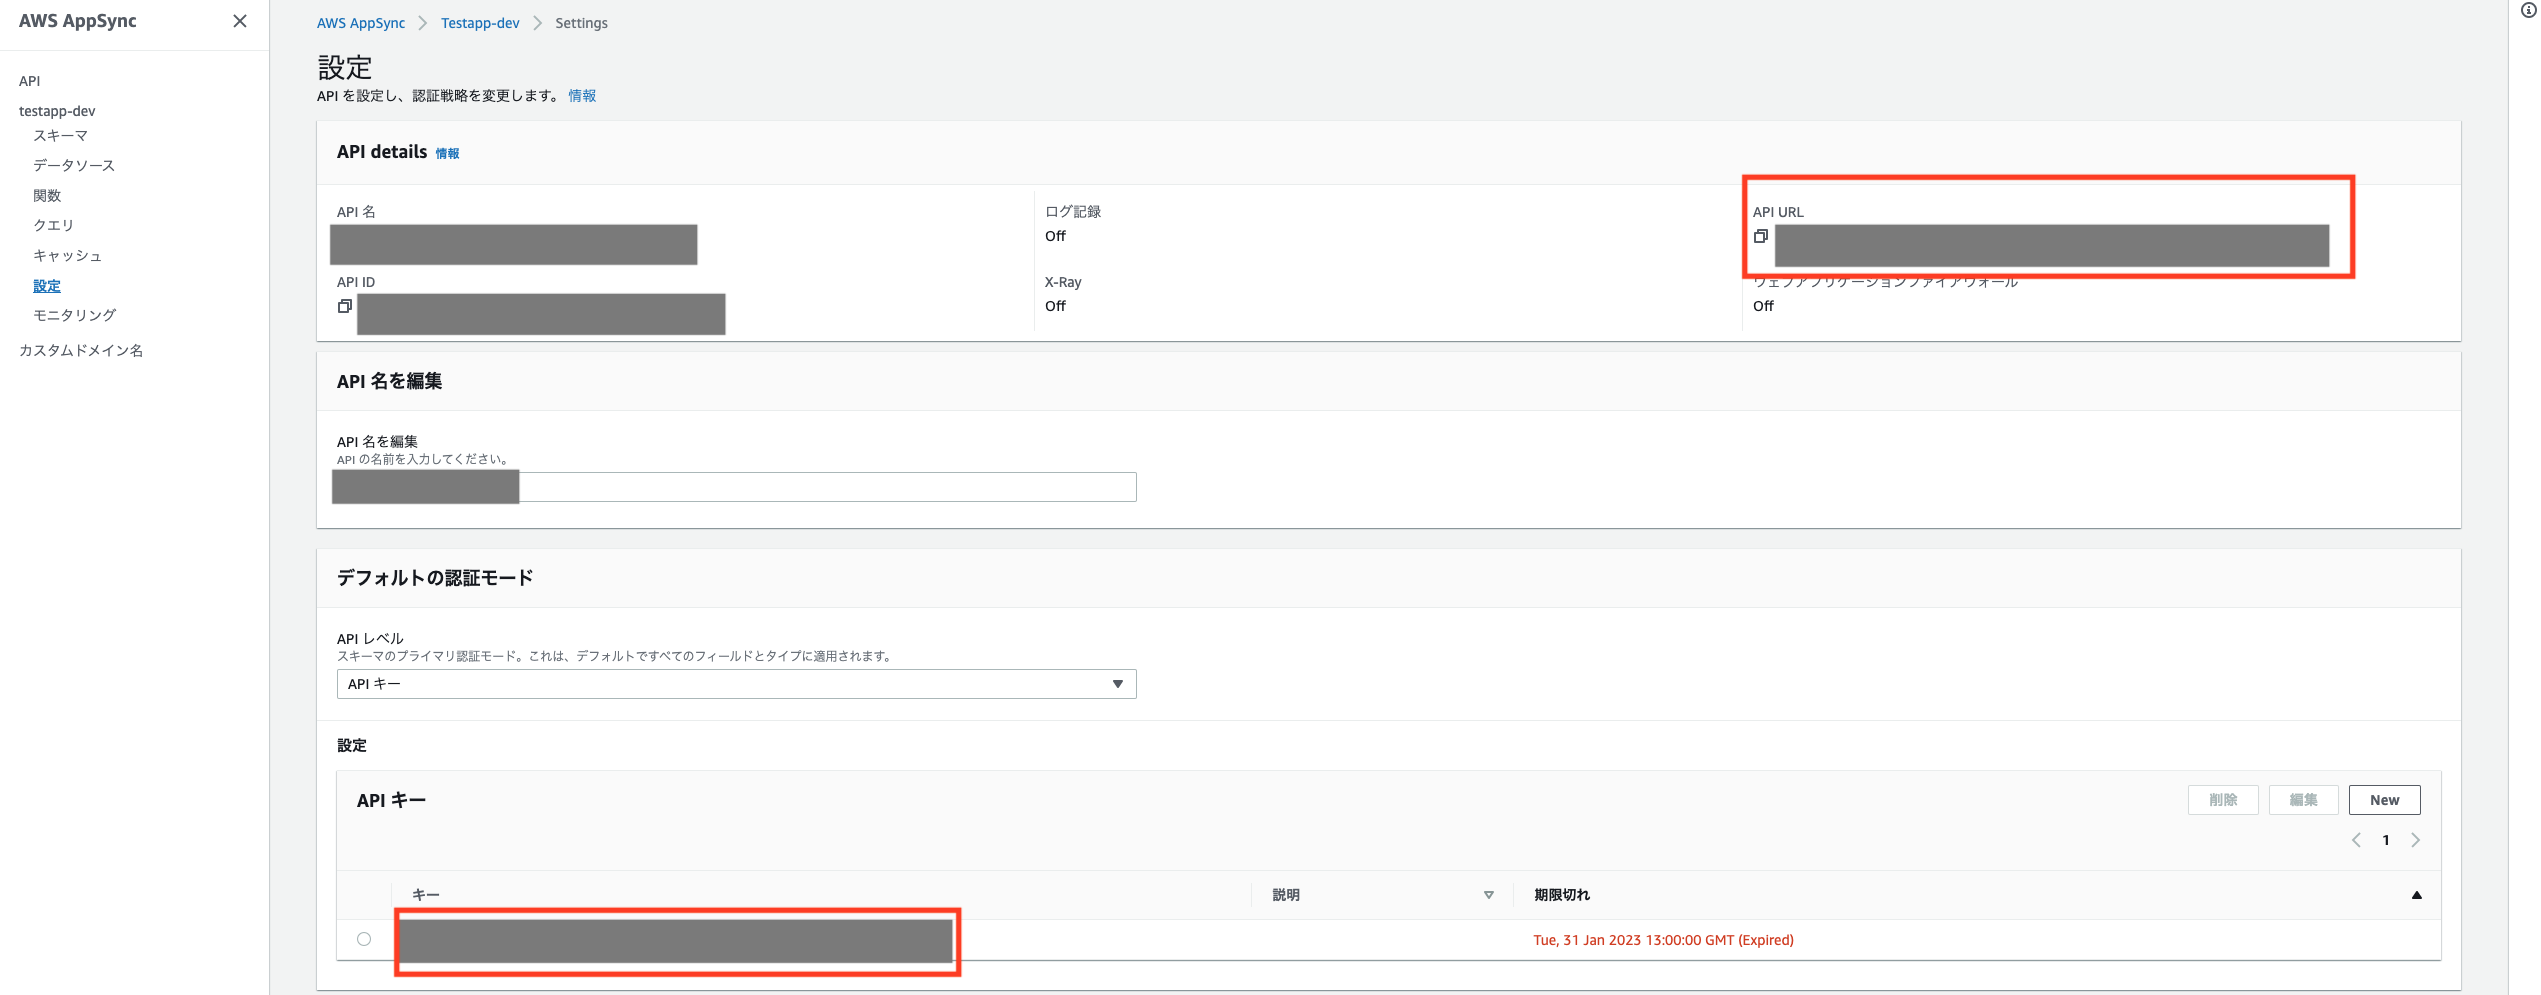 AWS AppSync
API
testapp-dev
スキーマ
データソース
関数
クエリ
キャッシュ
設定
モニタリング
カスタムドメイン名
AWS AppSync Testapp-dev Settings
設定
API を設定し、認証戦略を変更します。 情報
API details 情報
API 名
API ID
ログ記録
Off
X-Ray
Off
API URL
ウェブアプリケーションファイアウォール
Off
API 名を編集
API 名を編集
API の名前を入力してください。
デフォルトの認証モード
API レベル
スキーマのプライマリ認証モード。これは、デフォルトですべてのフィールドとタイプに適用されます。
API キー
設定
API キー
削除 編集 New
1
キー 説明 期限切れ
Tue, 31 Jan 2023 13:00:00 GMT (Expired)